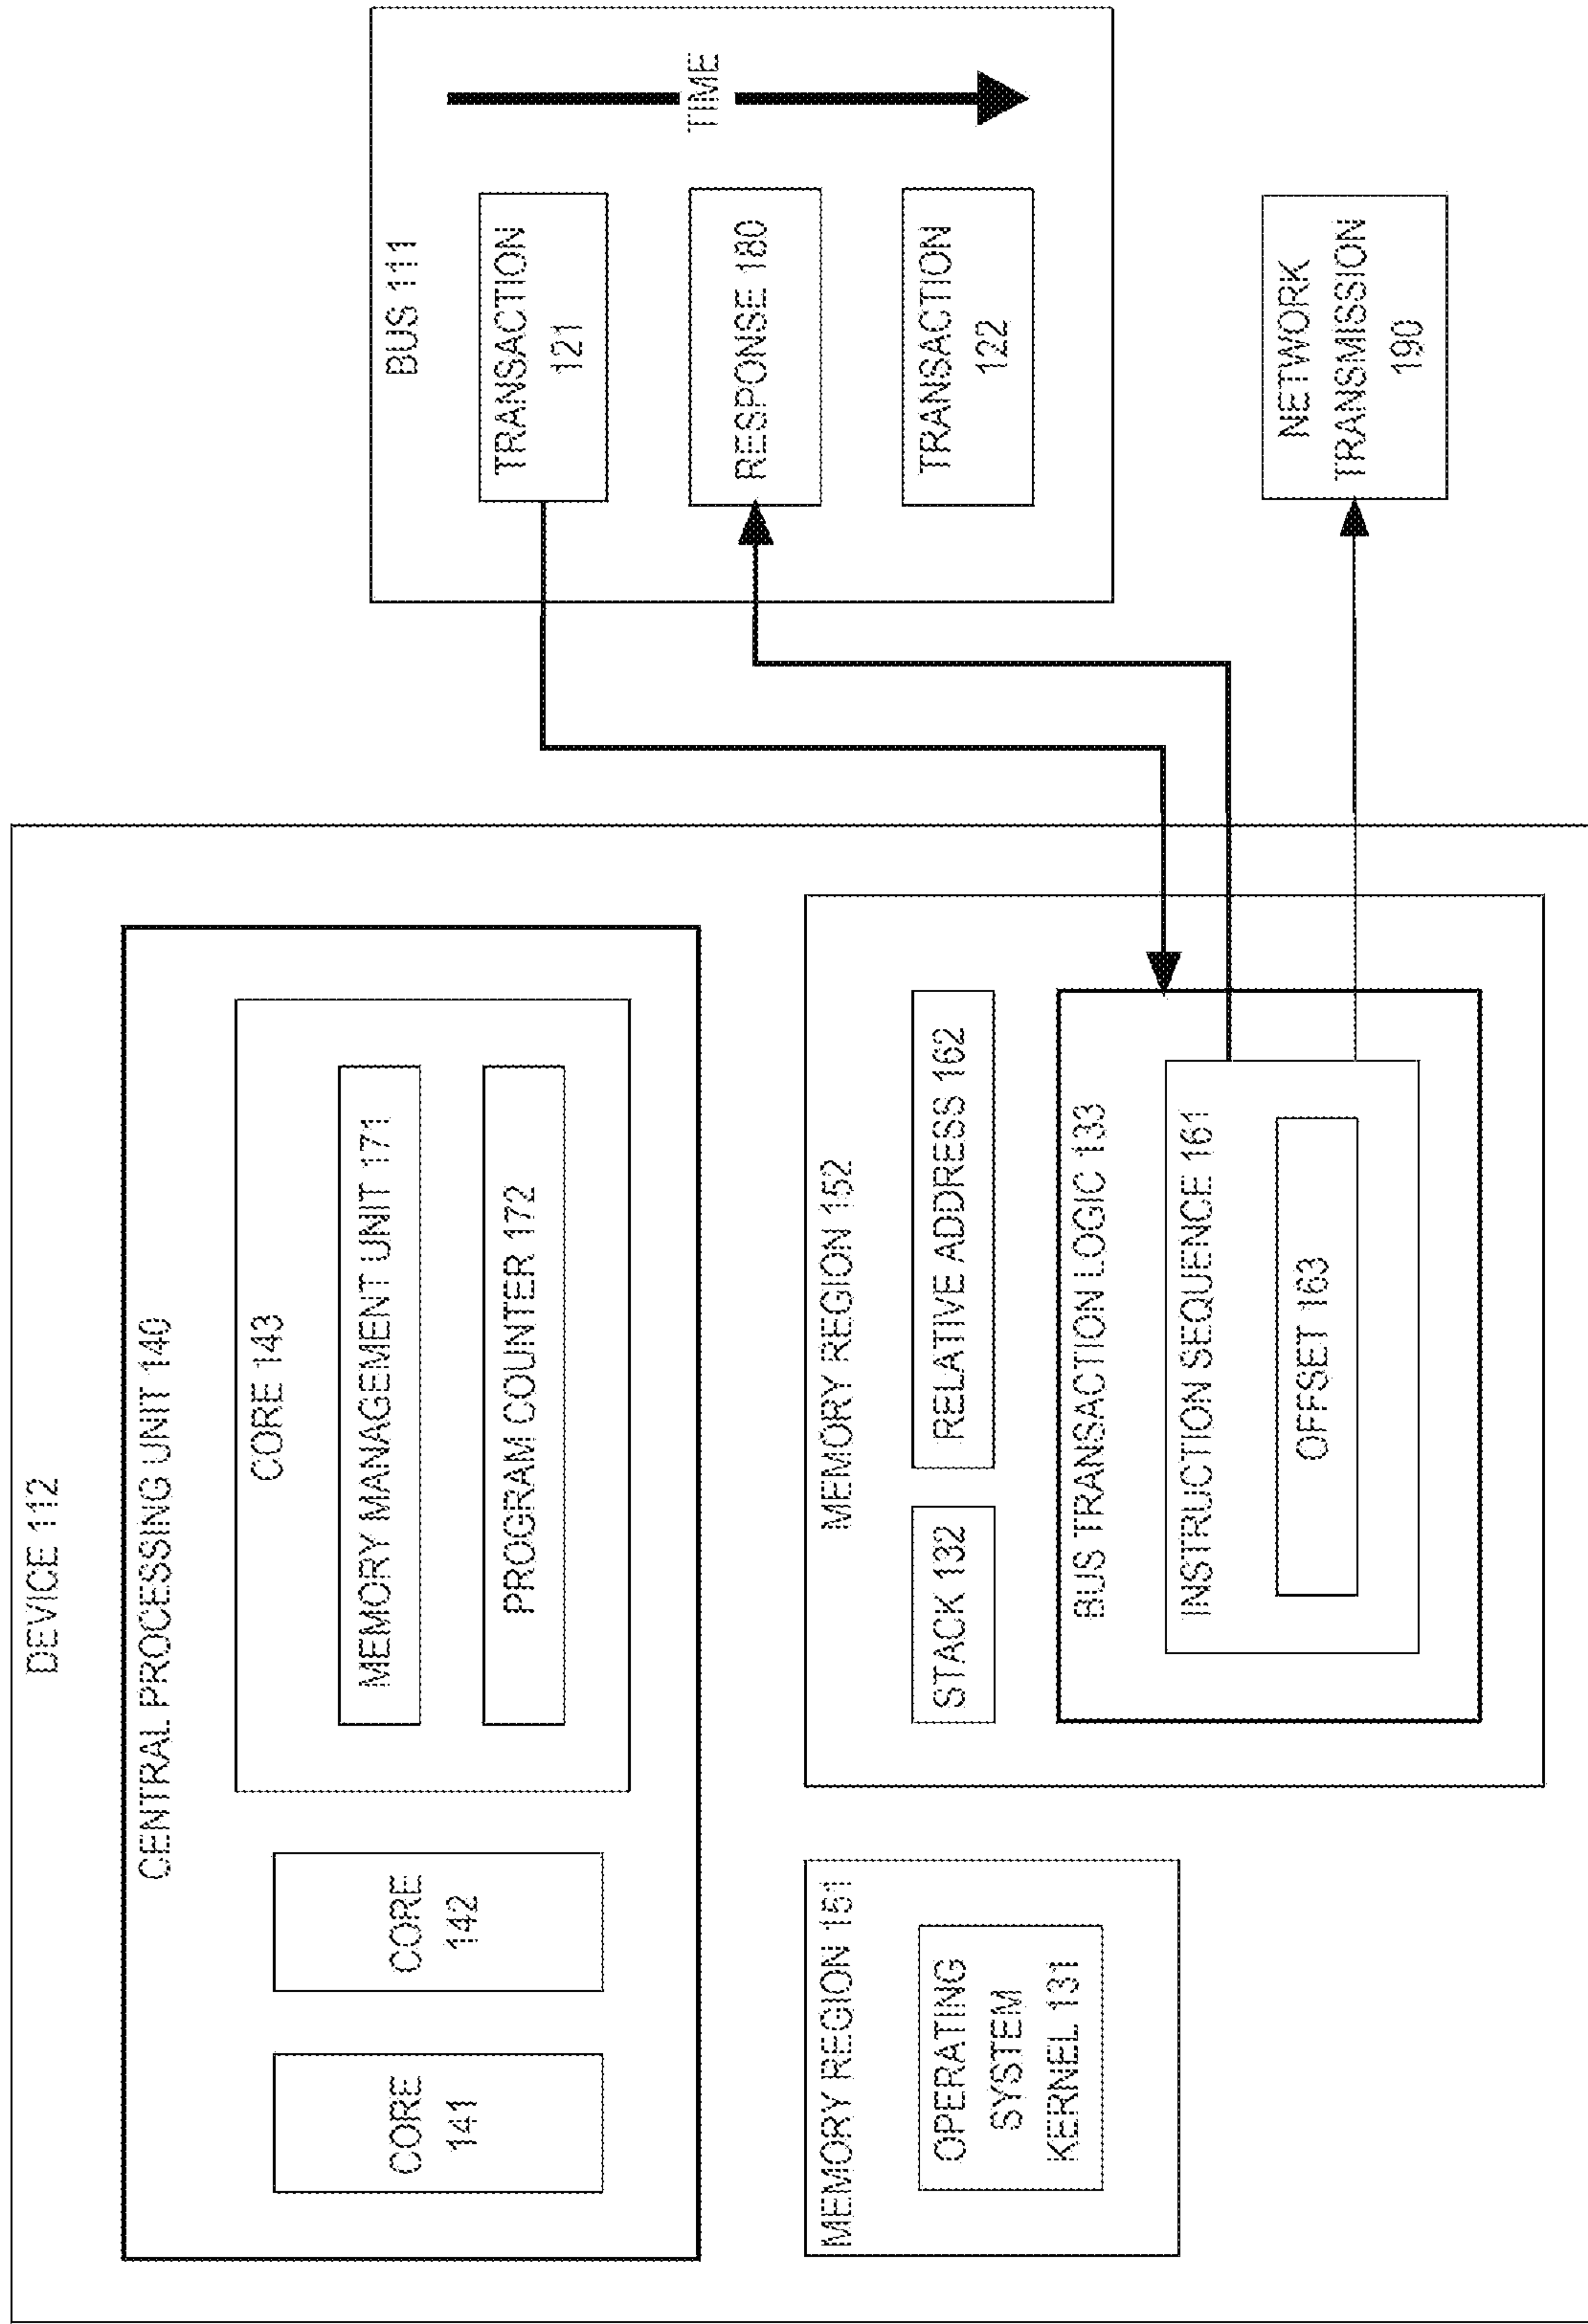 DEVICE 112
CENTRAL PROCESSING UNIT 140
CORE
141
CORE
142
CORE 143
MEMORY MANAGEMENT UNIT 171
PROGRAM COUNTER 172
MEMORY REGION 151
OPERATING
SYSTEM
KERNEL 131
MEMORY REGION 152
STACK 132
RELATIVE ADDRESS 162
BUS TRANSACTION LOGIC 133
INSTRUCTION SEQUENCE 161
OFFSET 163
BUS 111
TRANSACTION
121
RESPONSE 180
TRANSACTION
122
TIME
NETWORK
TRANSMISSION
190